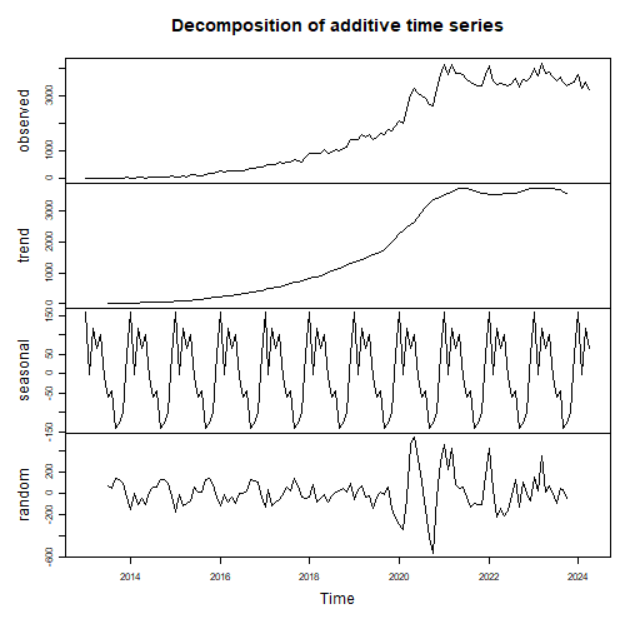 Decomposition of additive time series
observed
3000
1000
0
trend
3000
2000
1000
0
seasonal
150
50
0
-50
-150
random
200
0
-200
-600
2014 2016 2018 2020 2022 2024
Time